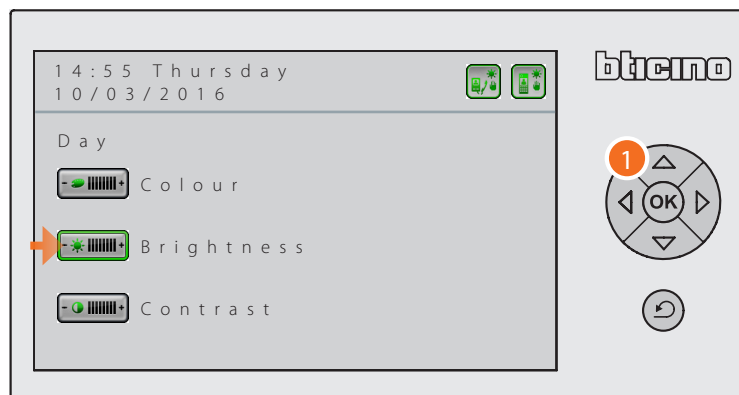 14:55 Thursday
10/03/2016
bticino
1
Day
- + Colour
OK
- + Brightness
- + Contrast